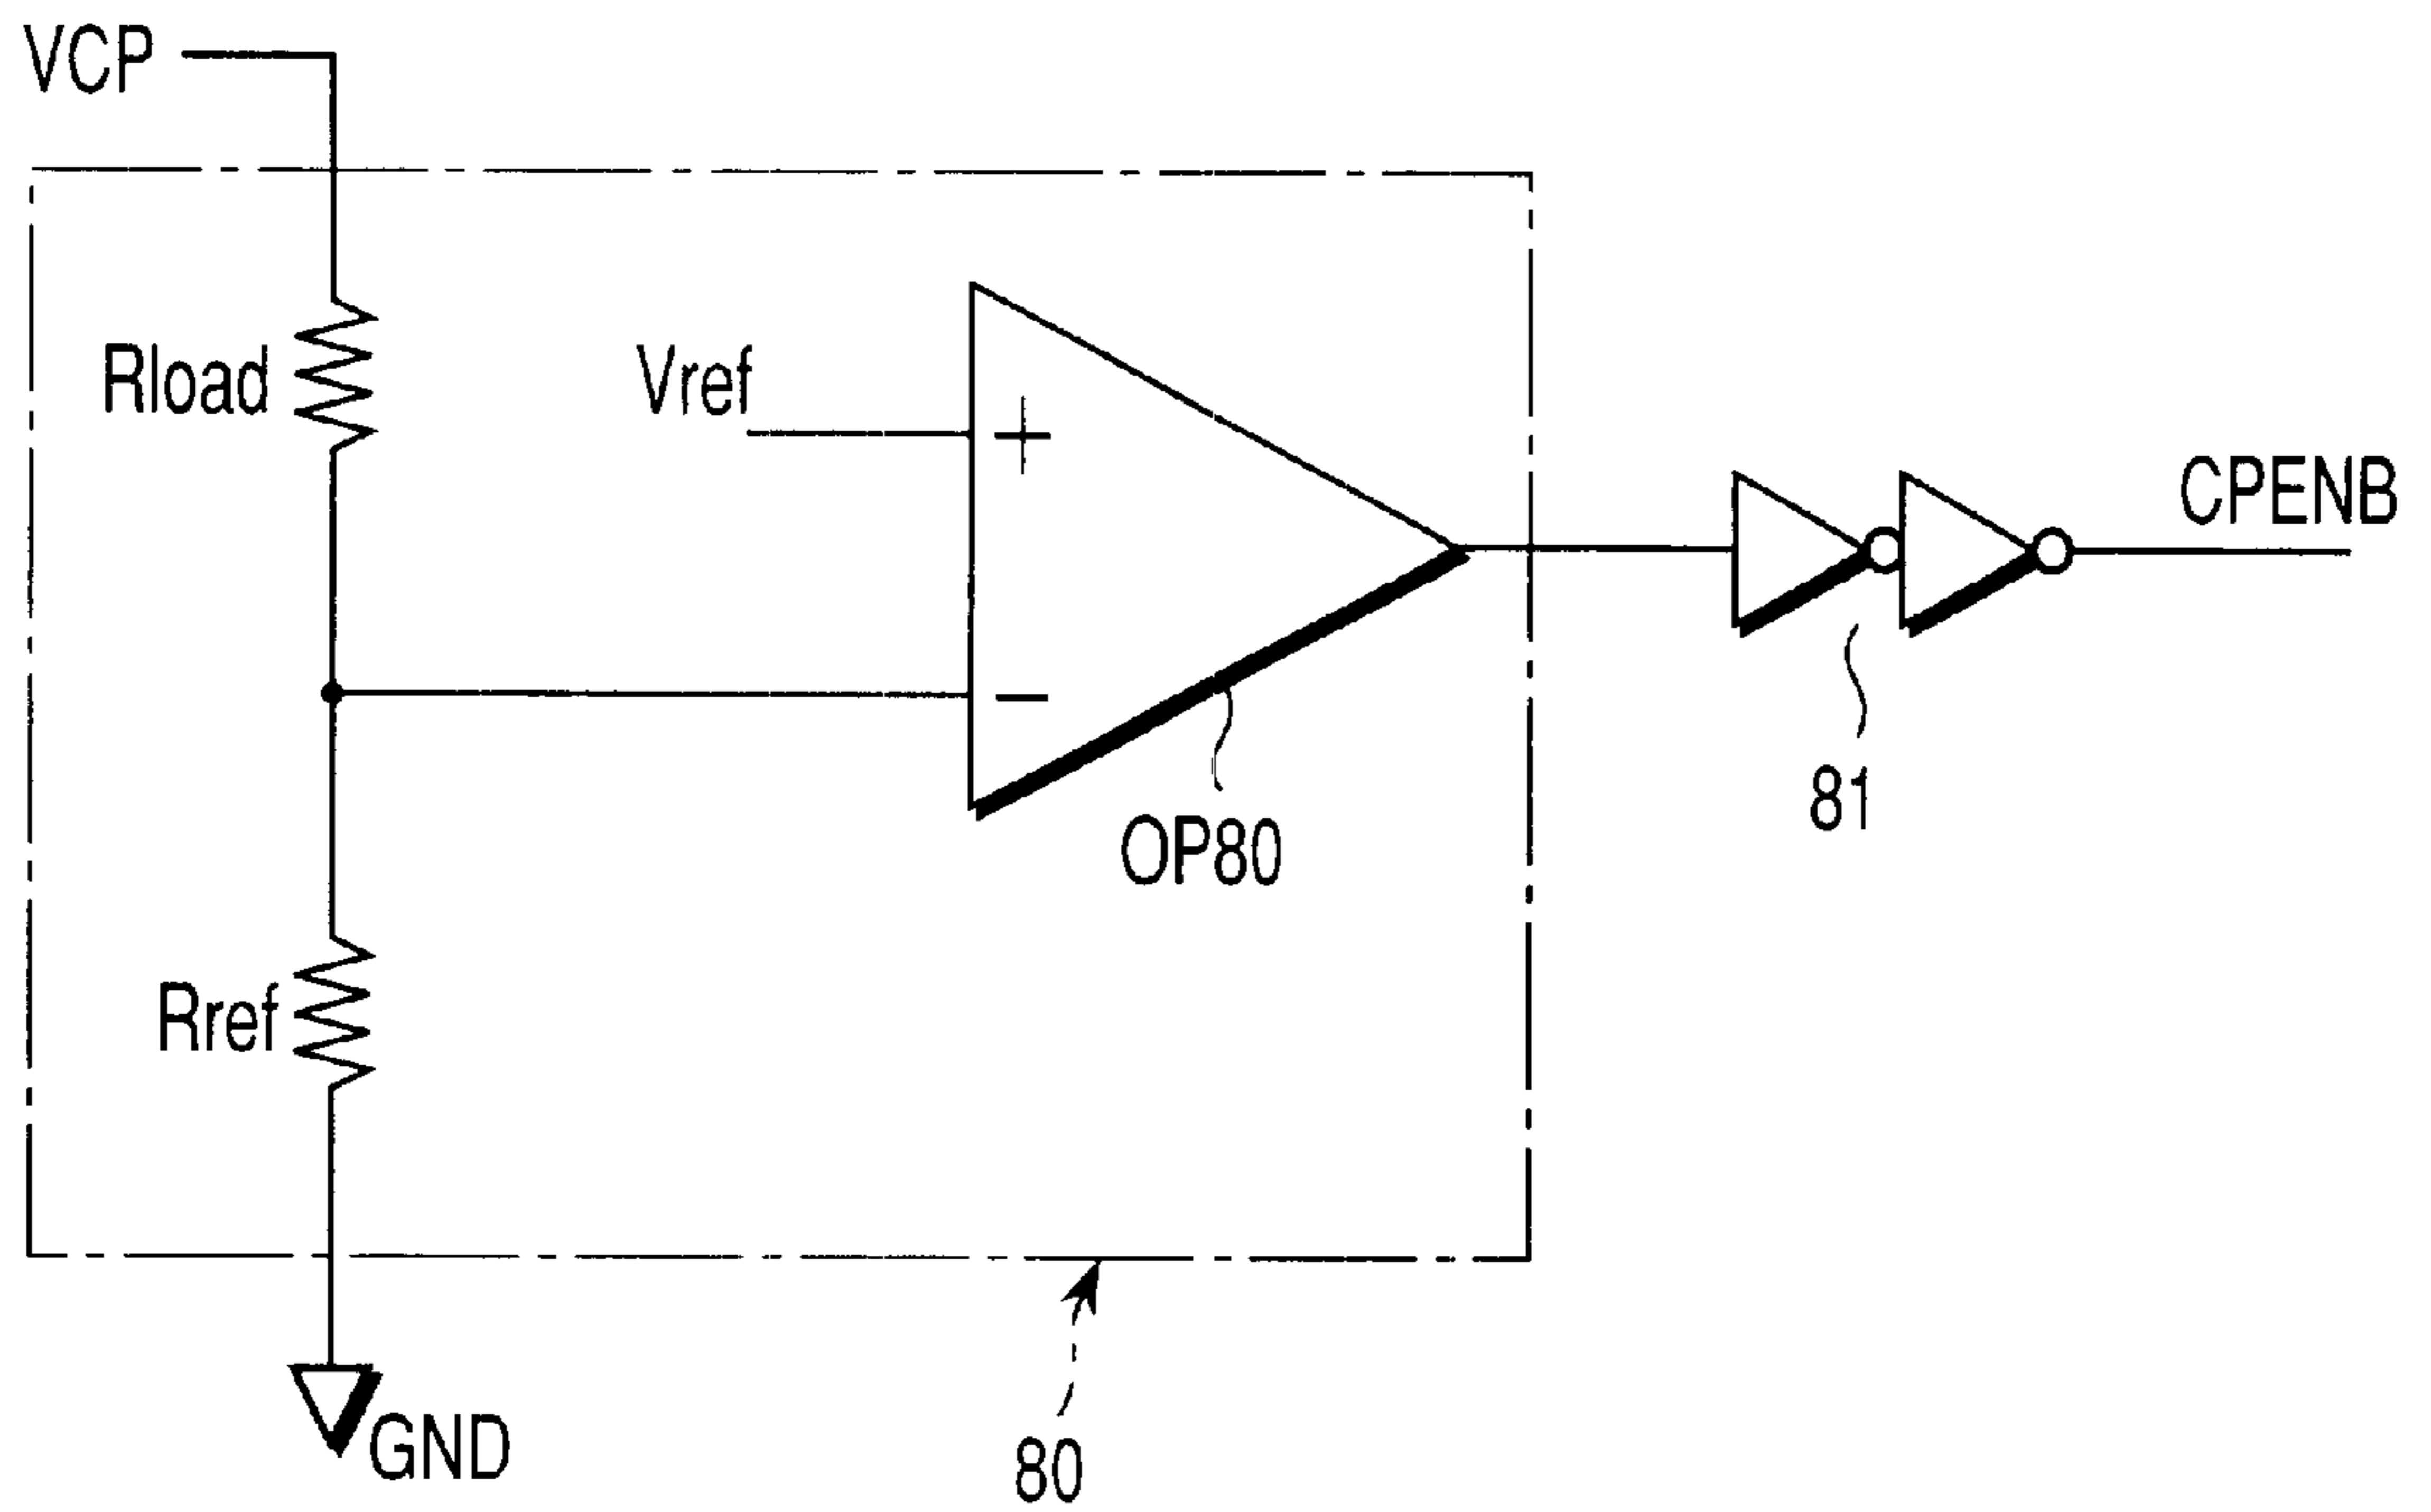 VCP
Rload
Vref
+
CPENB
−
81
OP80
Rref
GND
80